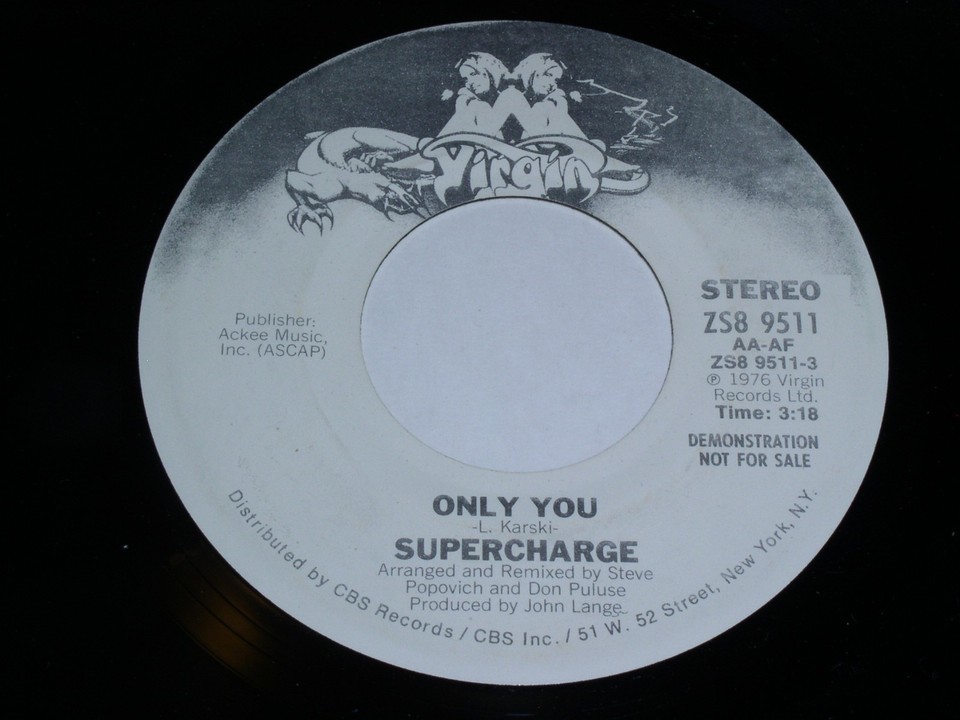 Virgin
Publisher:
Ackee Music,
Inc. (ASCAP)
STEREO
ZS8 9511
AA-AF
ZS8 9511-3
℗ 1976 Virgin
Records Ltd.
Time: 3:18
DEMONSTRATION
NOT FOR SALE
ONLY YOU
-L. Karski-
SUPERCHARGE
Arranged and Remixed by Steve
Popovich and Don Puluse
Produced by John Lange
Distributed by CBS Records / CBS Inc. / 51 W. 52 Street, New York, N.Y.